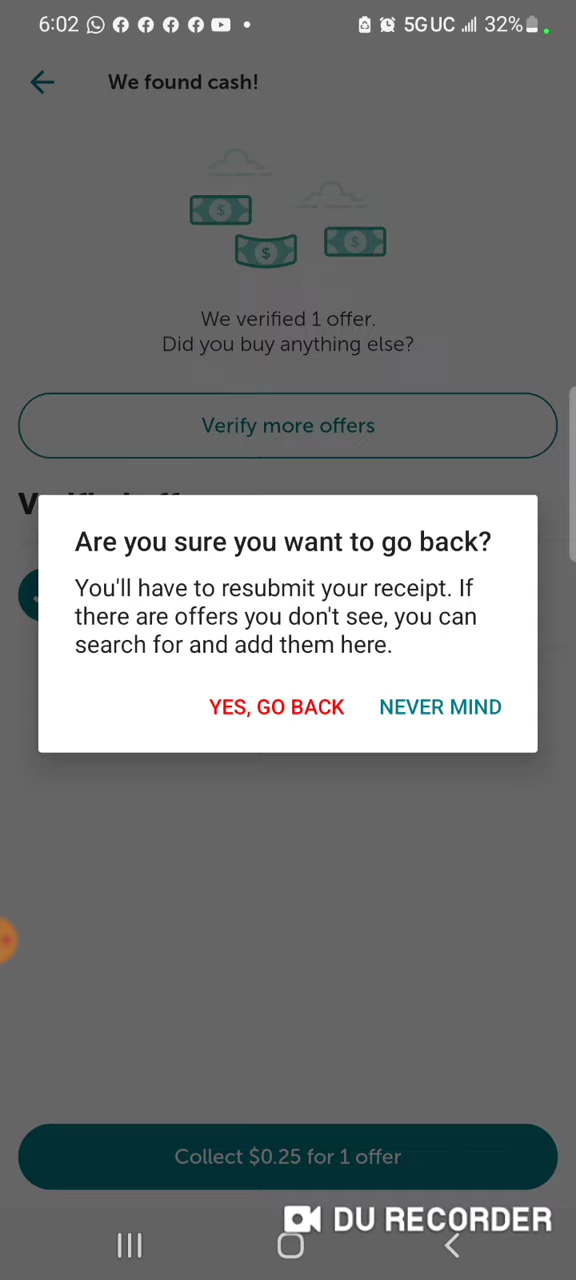 6:02 5G UC 32%
We found cash!
We verified 1 offer.
Did you buy anything else?
Verify more offers
Are you sure you want to go back?
You'll have to resubmit your receipt. If
there are offers you don't see, you can
search for and add them here.
YES, GO BACK NEVER MIND
Collect $0.25 for 1 offer
DU RECORDER